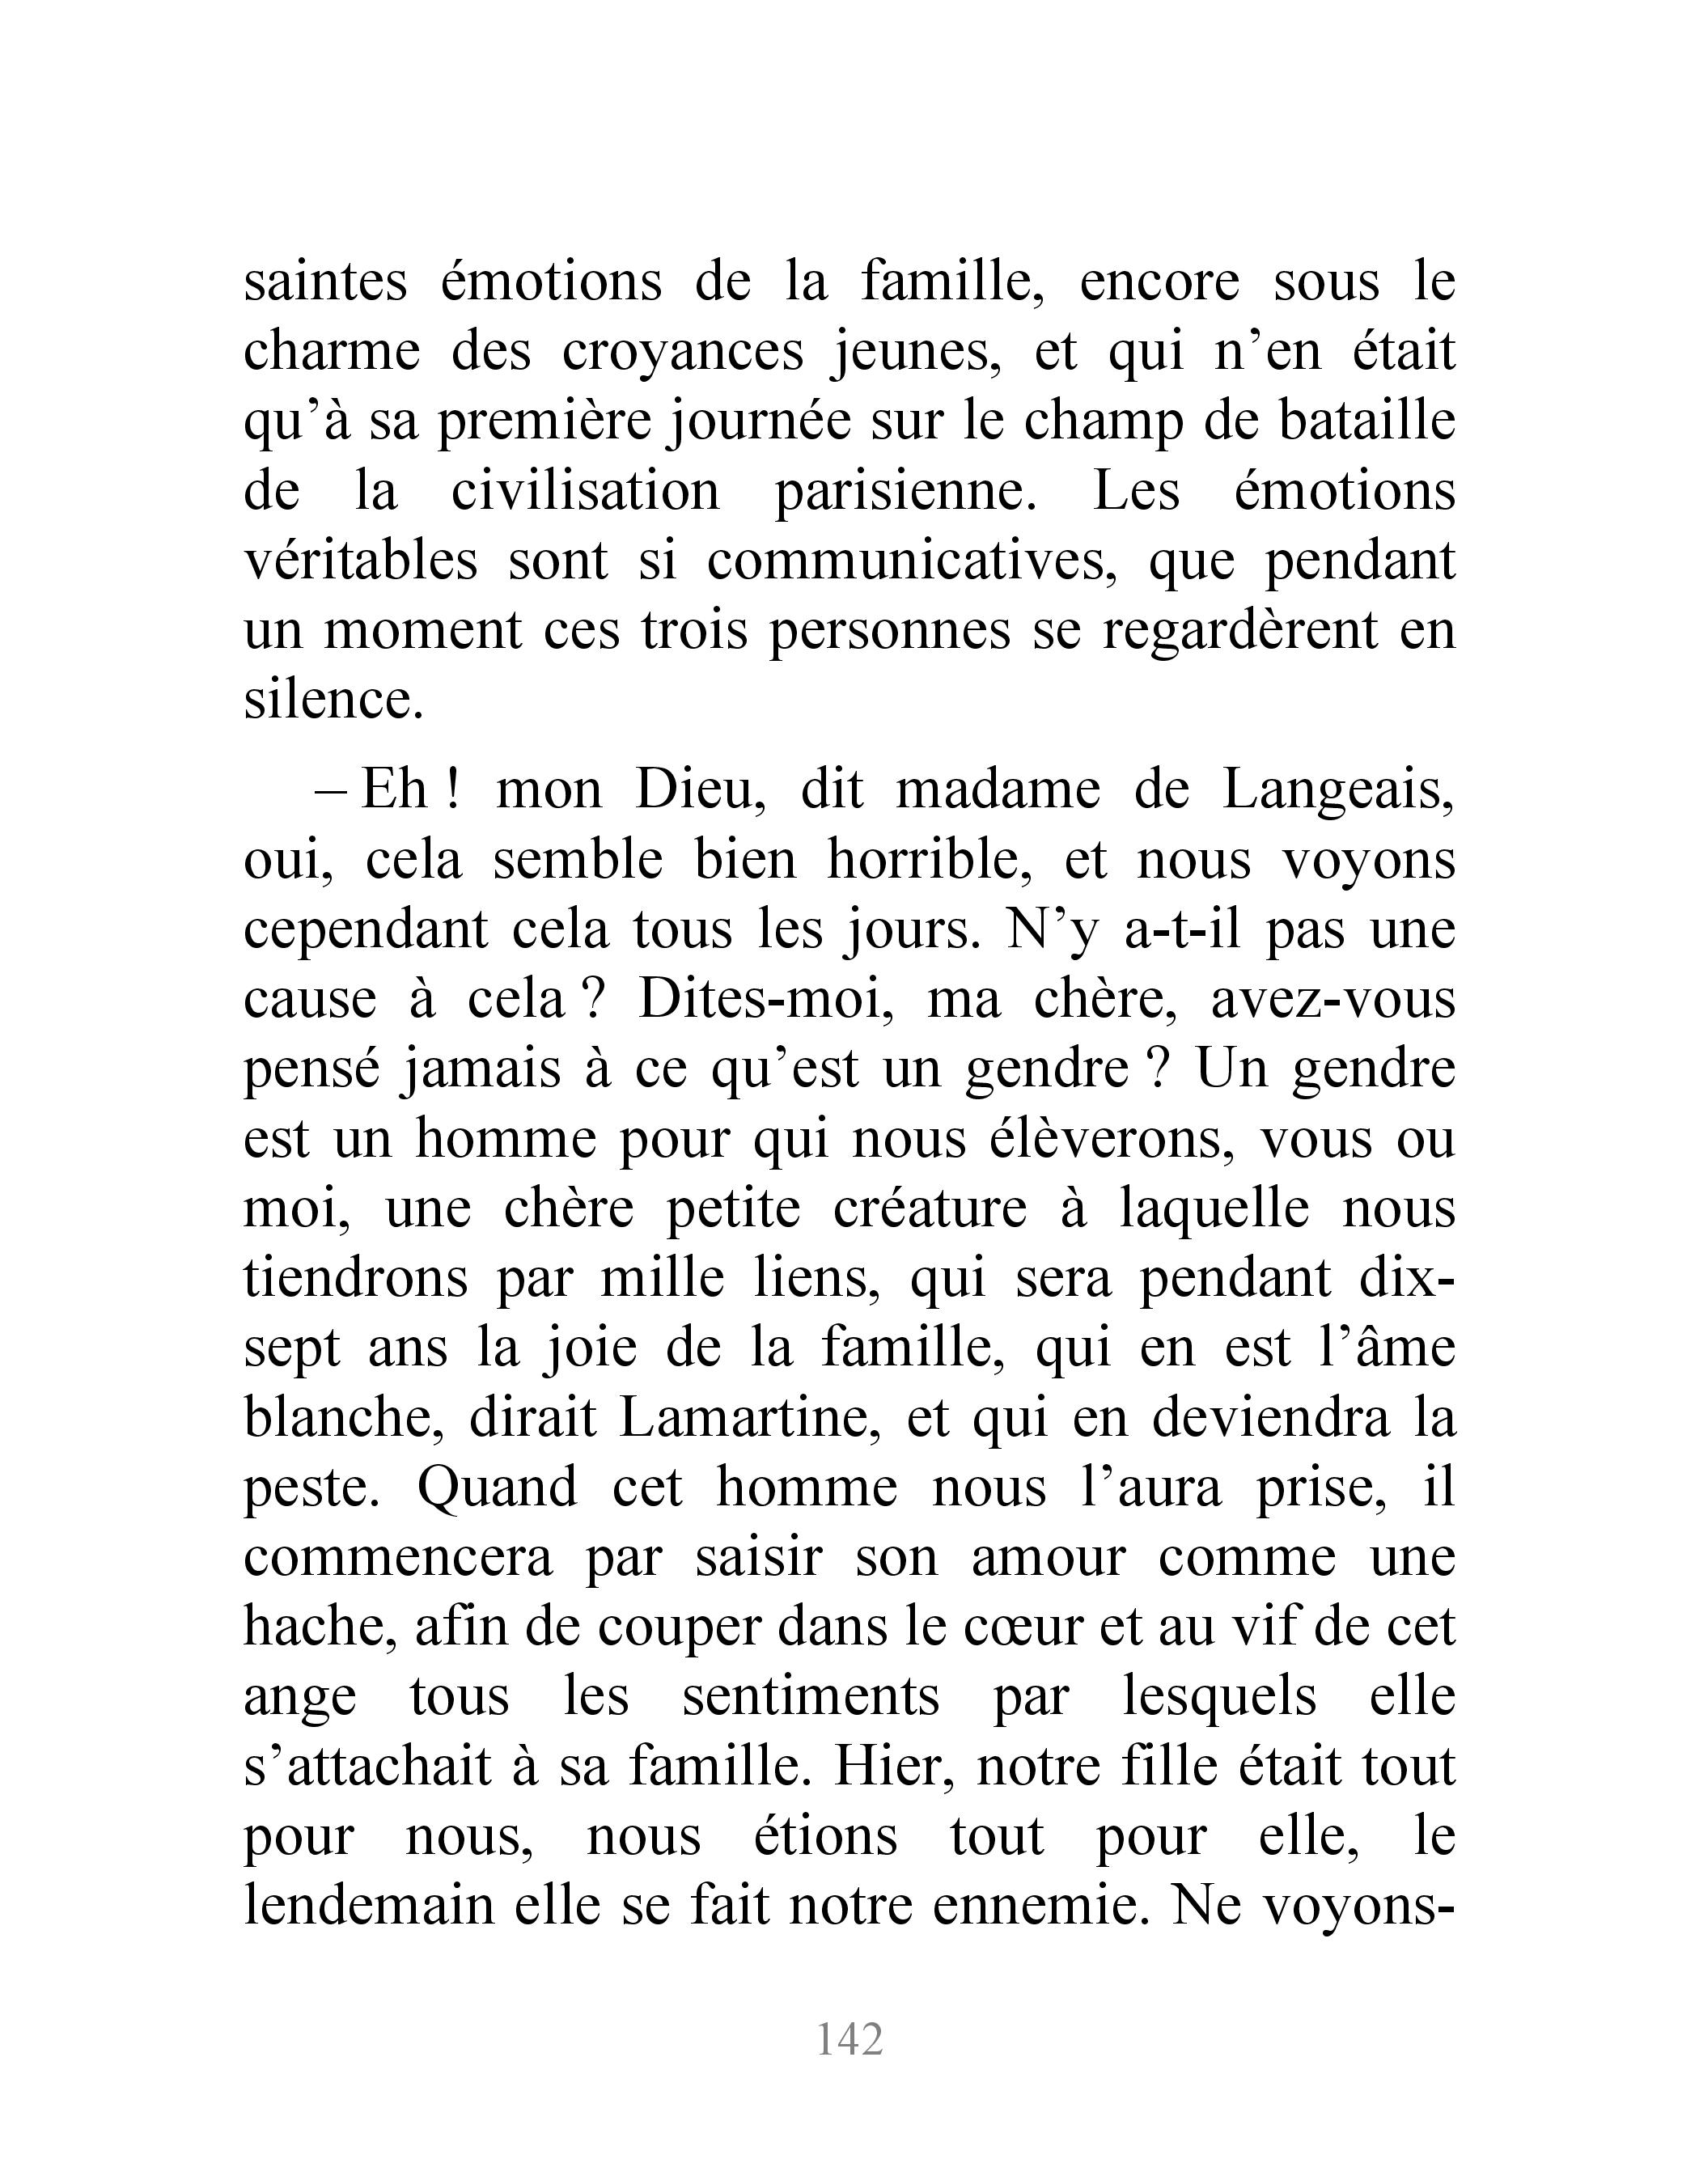 saintes émotions de la famille, encore sous le
charme des croyances jeunes, et qui n’en était
qu’à sa première journée sur le champ de bataille
de la civilisation parisienne. Les émotions
véritables sont si communicatives, que pendant
un moment ces trois personnes se regardèrent en
silence.
– Eh ! mon Dieu, dit madame de Langeais,
oui, cela semble bien horrible, et nous voyons
cependant cela tous les jours. N’y a-t-il pas une
cause à cela ? Dites-moi, ma chère, avez-vous
pensé jamais à ce qu’est un gendre ? Un gendre
est un homme pour qui nous élèverons, vous ou
moi, une chère petite créature à laquelle nous
tiendrons par mille liens, qui sera pendant dix-
sept ans la joie de la famille, qui en est l’âme
blanche, dirait Lamartine, et qui en deviendra la
peste. Quand cet homme nous l’aura prise, il
commencera par saisir son amour comme une
hache, afin de couper dans le cœur et au vif de cet
ange tous les sentiments par lesquels elle
s’attachait à sa famille. Hier, notre fille était tout
pour nous, nous étions tout pour elle, le
lendemain elle se fait notre ennemie. Ne voyons-
142